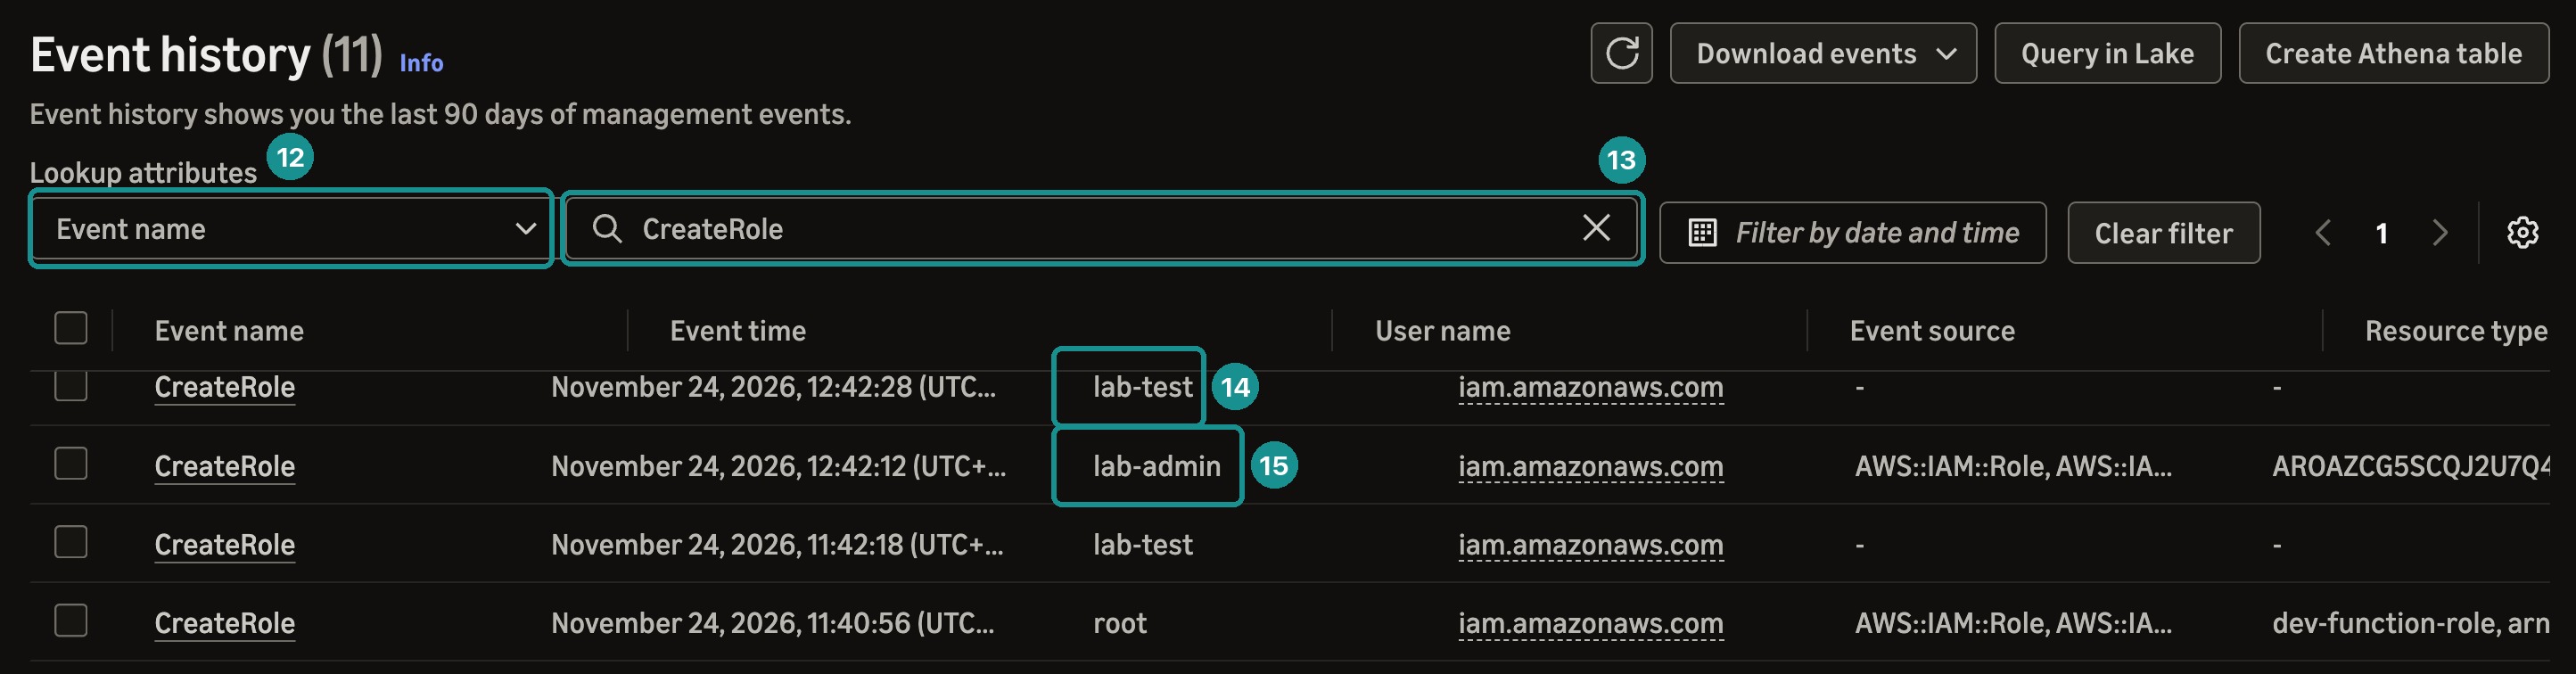 Event history (11) Info
Download events
Query in Lake
Create Athena table
Event history shows you the last 90 days of management events.
Lookup attributes
12
13
Event name
CreateRole
Filter by date and time
Clear filter
1
Event name Event time User name Event source Resource type
CreateRole November 24, 2026, 12:42:28 (UTC... lab-test 14 iam.amazonaws.com - -
CreateRole November 24, 2026, 12:42:12 (UTC+... lab-admin 15 iam.amazonaws.com AWS::IAM::Role, AWS::IA... AROAZCG5SCQJ2U7Q4
CreateRole November 24, 2026, 11:42:18 (UTC+... lab-test iam.amazonaws.com - -
CreateRole November 24, 2026, 11:40:56 (UTC... root iam.amazonaws.com AWS::IAM::Role, AWS::IA... dev-function-role, arn